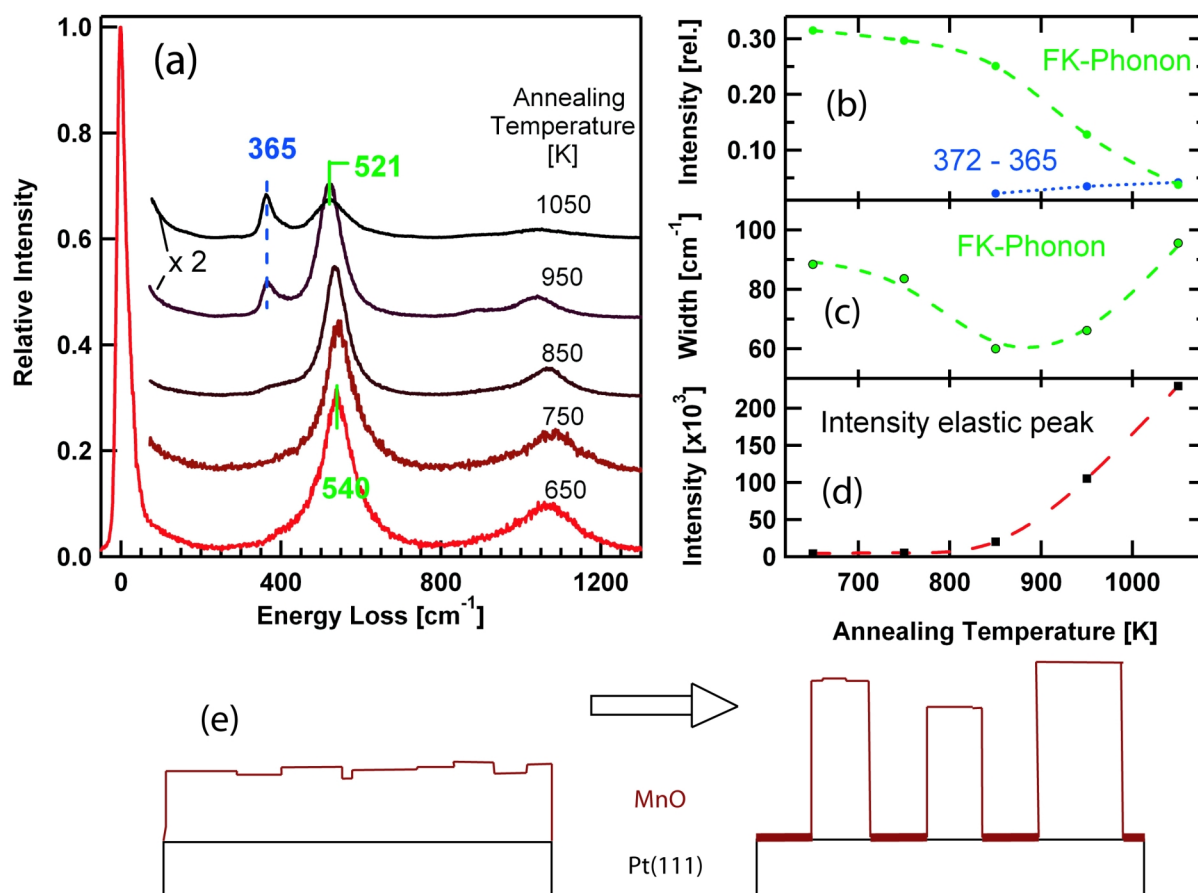 (a)
Annealing
Temperature
[K]
365
521
1050
x 2
950
850
750
650
540
1.0
0.8
0.6
0.4
0.2
0.0
Relative Intensity
0
400
800
1200
Energy Loss [cm⁻¹]
(b)
FK-Phonon
372 - 365
0.30
0.20
0.10
Intensity [rel.]
(c)
FK-Phonon
100
80
60
Width [cm⁻¹]
(d)
Intensity elastic peak
200
150
100
50
0
Intensity [x10³]
700
800
900
1000
Annealing Temperature [K]
(e)
MnO
Pt(111)